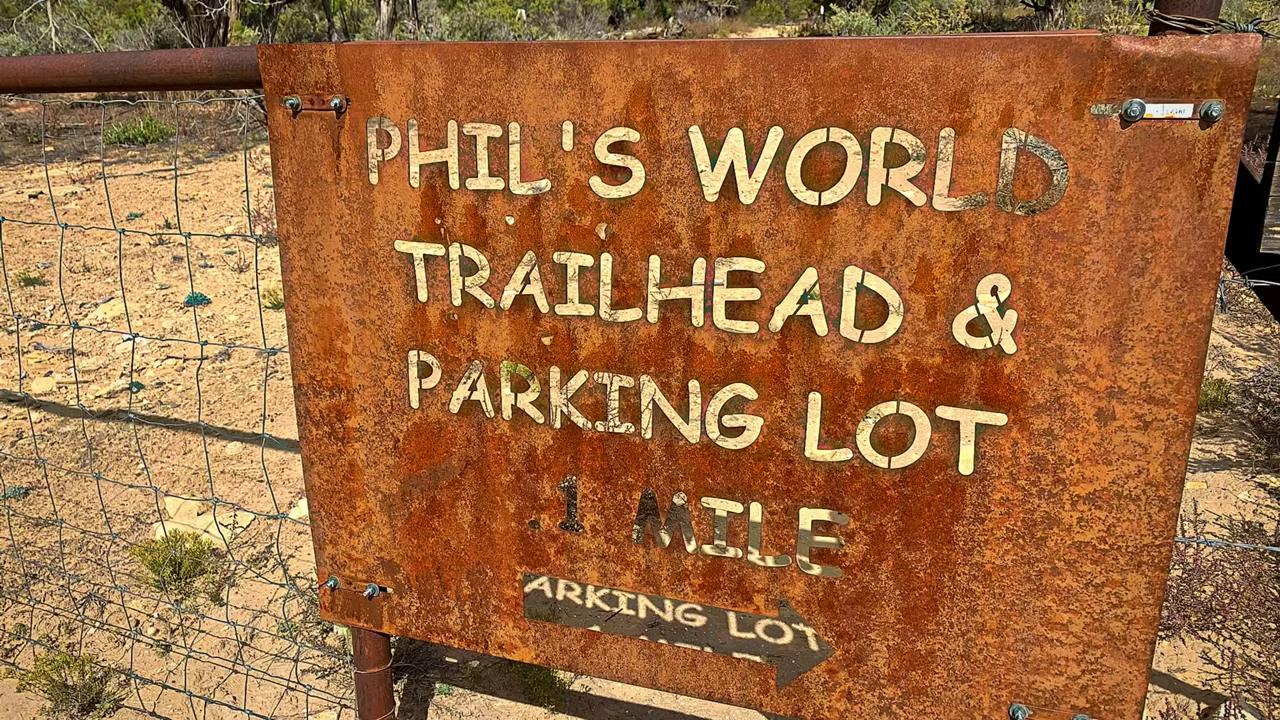 PHIL'S WORLD
TRAILHEAD &
PARKING LOT
.1 MILE
ARKING LOT